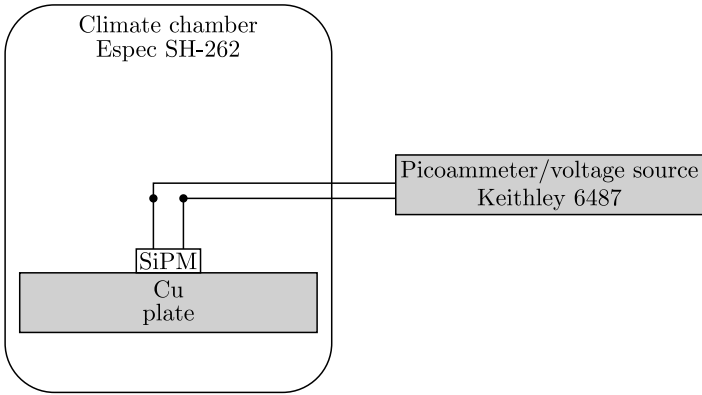 Climate chamber
Espec SH-262
Picoammeter/voltage source
Keithley 6487
SiPM
Cu
plate